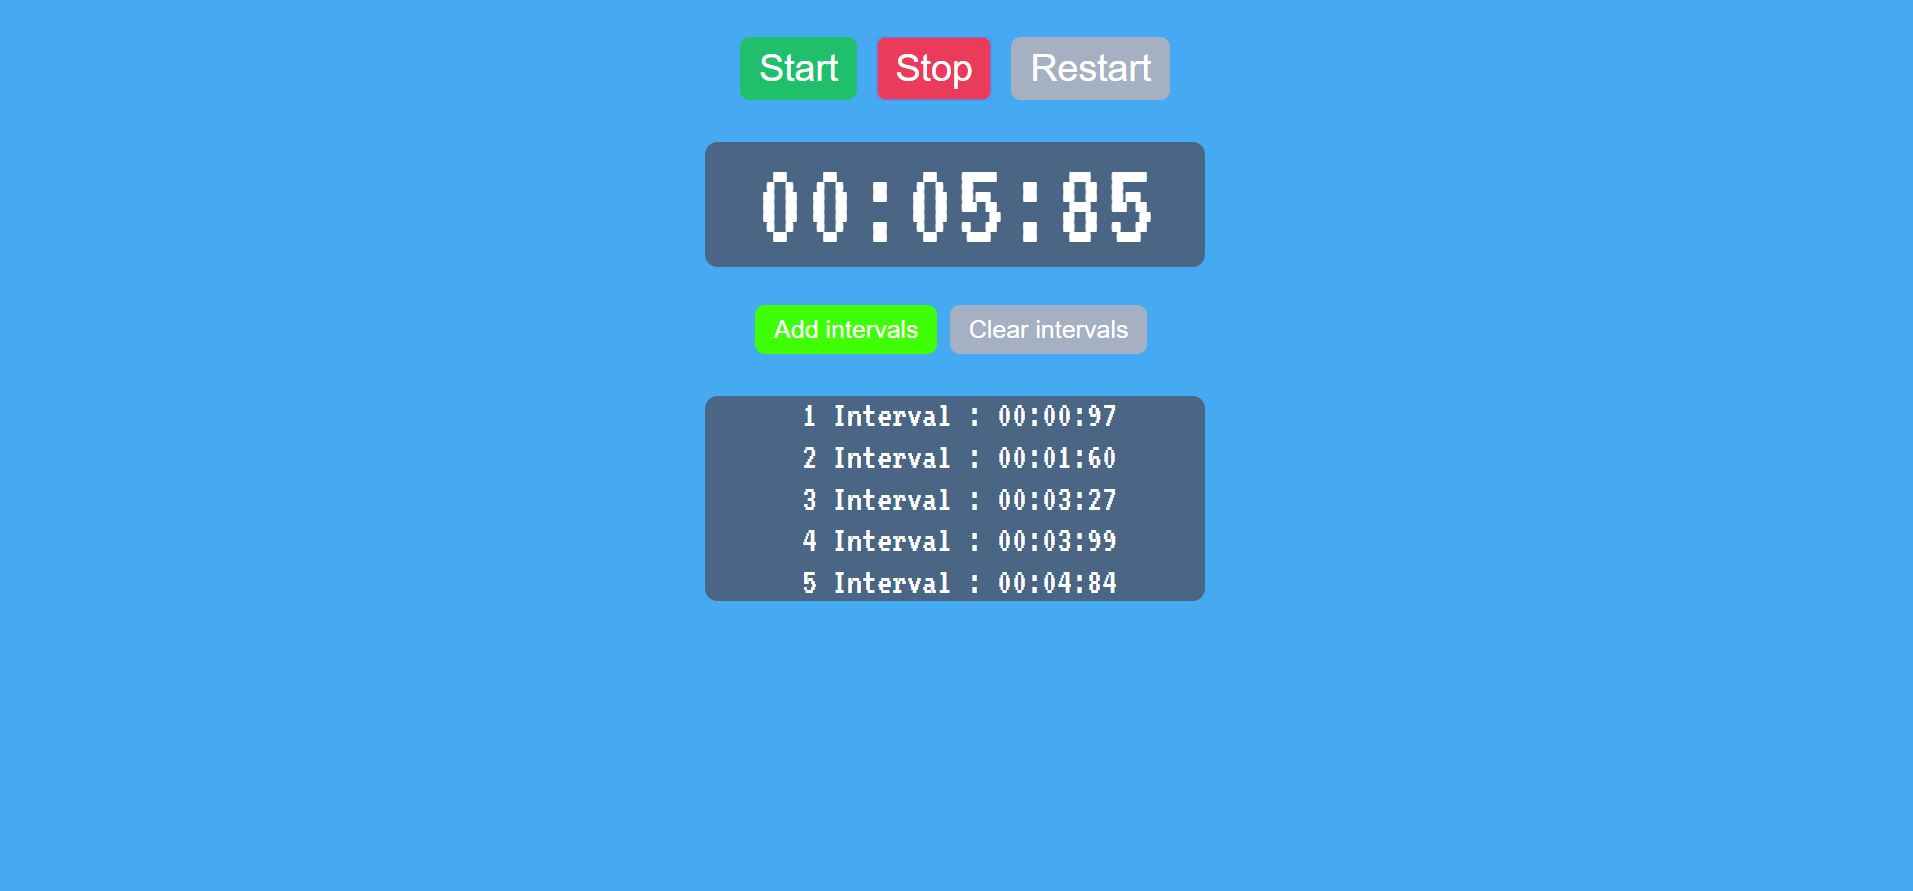 Start Stop Restart
00:05:85
Add intervals Clear intervals
1 Interval : 00:00:97
2 Interval : 00:01:60
3 Interval : 00:03:27
4 Interval : 00:03:99
5 Interval : 00:04:84